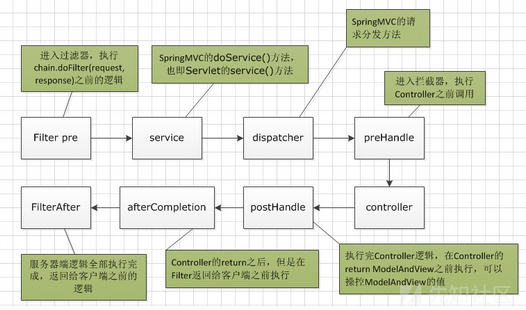 SpringMVC的请
求分发方法
进入过滤器，执行
chain.doFilter(request,
response)之前的逻辑
SpringMVC的doService()方法，
也即Servlet的service()方法
进入拦截器，执行
Controller之前调用
Filter pre
service
dispatcher
preHandle
FilterAfter
afterCompletion
postHandle
controller
服务器端逻辑全部执行完
成，返回给客户端之前的
逻辑
Controller的return之后，但是在
Filter返回给客户端之前执行
执行完Controller逻辑，在Controller的
return ModelAndView之前执行，可以
操控ModelAndView的值
先知社区